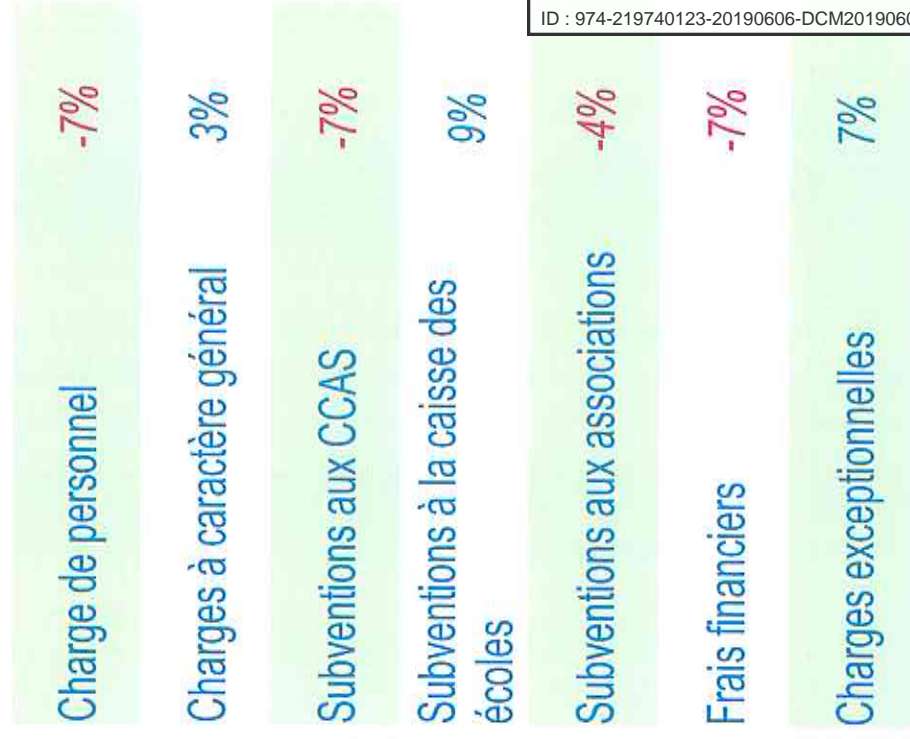 ID : 974-219740123-20190606-DCM2019060
Charge de personnel -7%
Charges à caractère général 3%
Subventions aux CCAS -7%
Subventions à la caisse des 9%
écoles
Subventions aux associations -4%
Frais financiers -7%
Charges exceptionnelles 7%